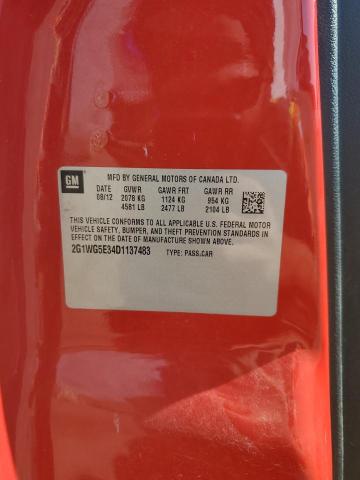 GM
MFD BY GENERAL MOTORS OF CANADA LTD.
DATE GVWR GAWR FRT GAWR RR
08/12 2078 KG 1124 KG 954 KG
4581 LB 2477 LB 2104 LB
THIS VEHICLE CONFORMS TO ALL APPLICABLE U.S. FEDERAL MOTOR
VEHICLE SAFETY, BUMPER, AND THEFT PREVENTION STANDARDS IN
EFFECT ON THE DATE OF MANUFACTURE SHOWN ABOVE.
2G1WG5E34D1137483 TYPE: PASS.CAR